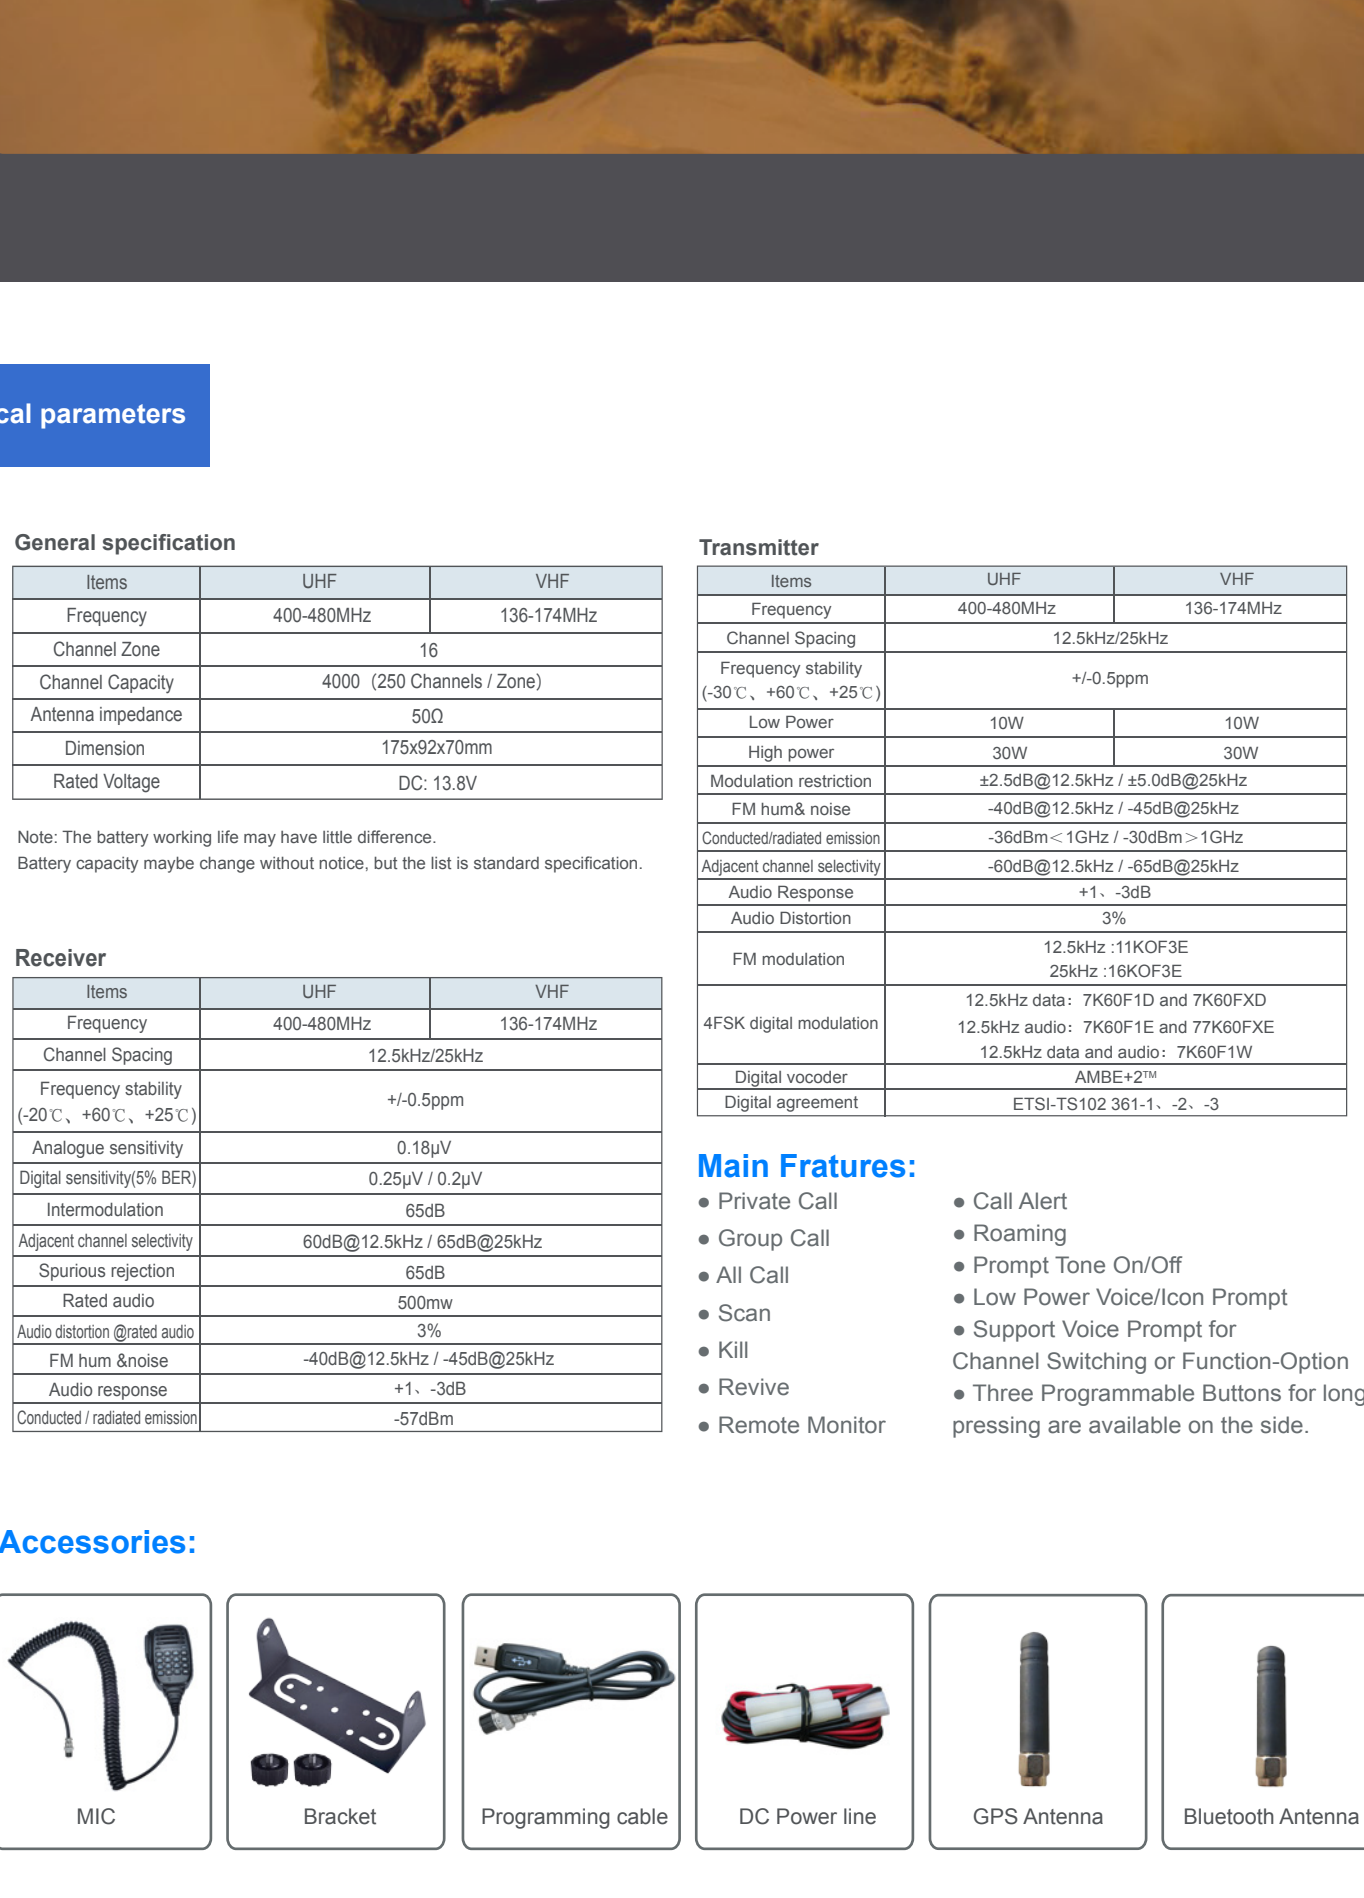 cal parameters
General specification
Items UHF VHF
Frequency 400-480MHz 136-174MHz
Channel Zone 16
Channel Capacity 4000（250 Channels / Zone）
Antenna impedance 50Ω
Dimension 175x92x70mm
Rated Voltage DC: 13.8V
Note: The battery working life may have little difference.
Battery capacity maybe change without notice, but the list is standard specification.
Receiver
Items UHF VHF
Frequency 400-480MHz 136-174MHz
Channel Spacing 12.5kHz/25kHz
Frequency stability
(-20℃、+60℃、+25℃) +/-0.5ppm
Analogue sensitivity 0.18μV
Digital sensitivity(5% BER) 0.25μV / 0.2μV
Intermodulation 65dB
Adjacent channel selectivity 60dB@12.5kHz / 65dB@25kHz
Spurious rejection 65dB
Rated audio 500mw
Audio distortion @rated audio 3%
FM hum &noise -40dB@12.5kHz / -45dB@25kHz
Audio response +1、-3dB
Conducted / radiated emission -57dBm
Transmitter
Items UHF VHF
Frequency 400-480MHz 136-174MHz
Channel Spacing 12.5kHz/25kHz
Frequency stability
(-30℃、+60℃、+25℃) +/-0.5ppm
Low Power 10W 10W
High power 30W 30W
Modulation restriction ±2.5dB@12.5kHz / ±5.0dB@25kHz
FM hum& noise -40dB@12.5kHz / -45dB@25kHz
Conducted/radiated emission -36dBm＜1GHz / -30dBm＞1GHz
Adjacent channel selectivity -60dB@12.5kHz / -65dB@25kHz
Audio Response +1、-3dB
Audio Distortion 3%
FM modulation 12.5kHz :11KOF3E
25kHz :16KOF3E
4FSK digital modulation 12.5kHz data：7K60F1D and 7K60FXD
12.5kHz audio：7K60F1E and 77K60FXE
12.5kHz data and audio：7K60F1W
Digital vocoder AMBE+2™
Digital agreement ETSI-TS102 361-1、-2、-3
Main Fratures:
● Private Call
● Group Call
● All Call
● Scan
● Kill
● Revive
● Remote Monitor
● Call Alert
● Roaming
● Prompt Tone On/Off
● Low Power Voice/Icon Prompt
● Support Voice Prompt for
Channel Switching or Function-Option
● Three Programmable Buttons for long
pressing are available on the side.
Accessories:
MIC
Bracket
Programming cable
DC Power line
GPS Antenna
Bluetooth Antenna